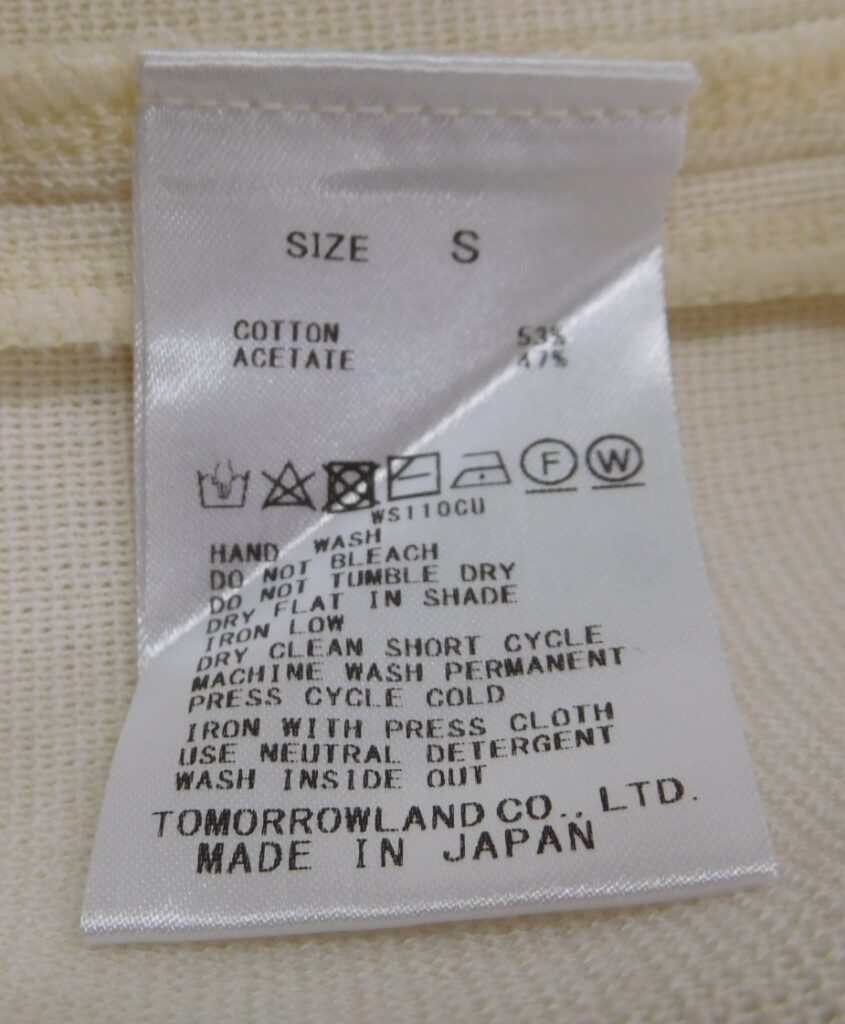 SIZE S
COTTON 53%
ACETATE 47%
F W
WS110CU
HAND WASH
DO NOT BLEACH
DO NOT TUMBLE DRY
DRY FLAT IN SHADE
IRON LOW
DRY CLEAN SHORT CYCLE
MACHINE WASH PERMANENT
PRESS CYCLE COLD
IRON WITH PRESS CLOTH
USE NEUTRAL DETERGENT
WASH INSIDE OUT
TOMORROWLAND CO., LTD.
MADE IN JAPAN